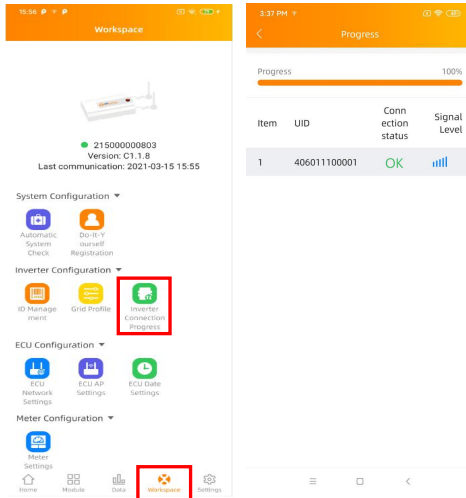 15:56
Workspace
215000000803
Version: C1.1.8
Last communication: 2021-03-15 15:55
System Configuration
Automatic
System
Check
Do-It-Y
ourself
Registration
Inverter Configuration
ID Manage
ment
Grid Profile
Inverter
Connection
Progress
ECU Configuration
ECU
Network
Settings
ECU AP
Settings
ECU Date
Settings
Meter Configuration
Meter
Settings
Home Module Data Workspace Settings
3:37 PM
Progress
Progress 100%
Item UID Conn
ection
status Signal
Level
1 406011100001 OK